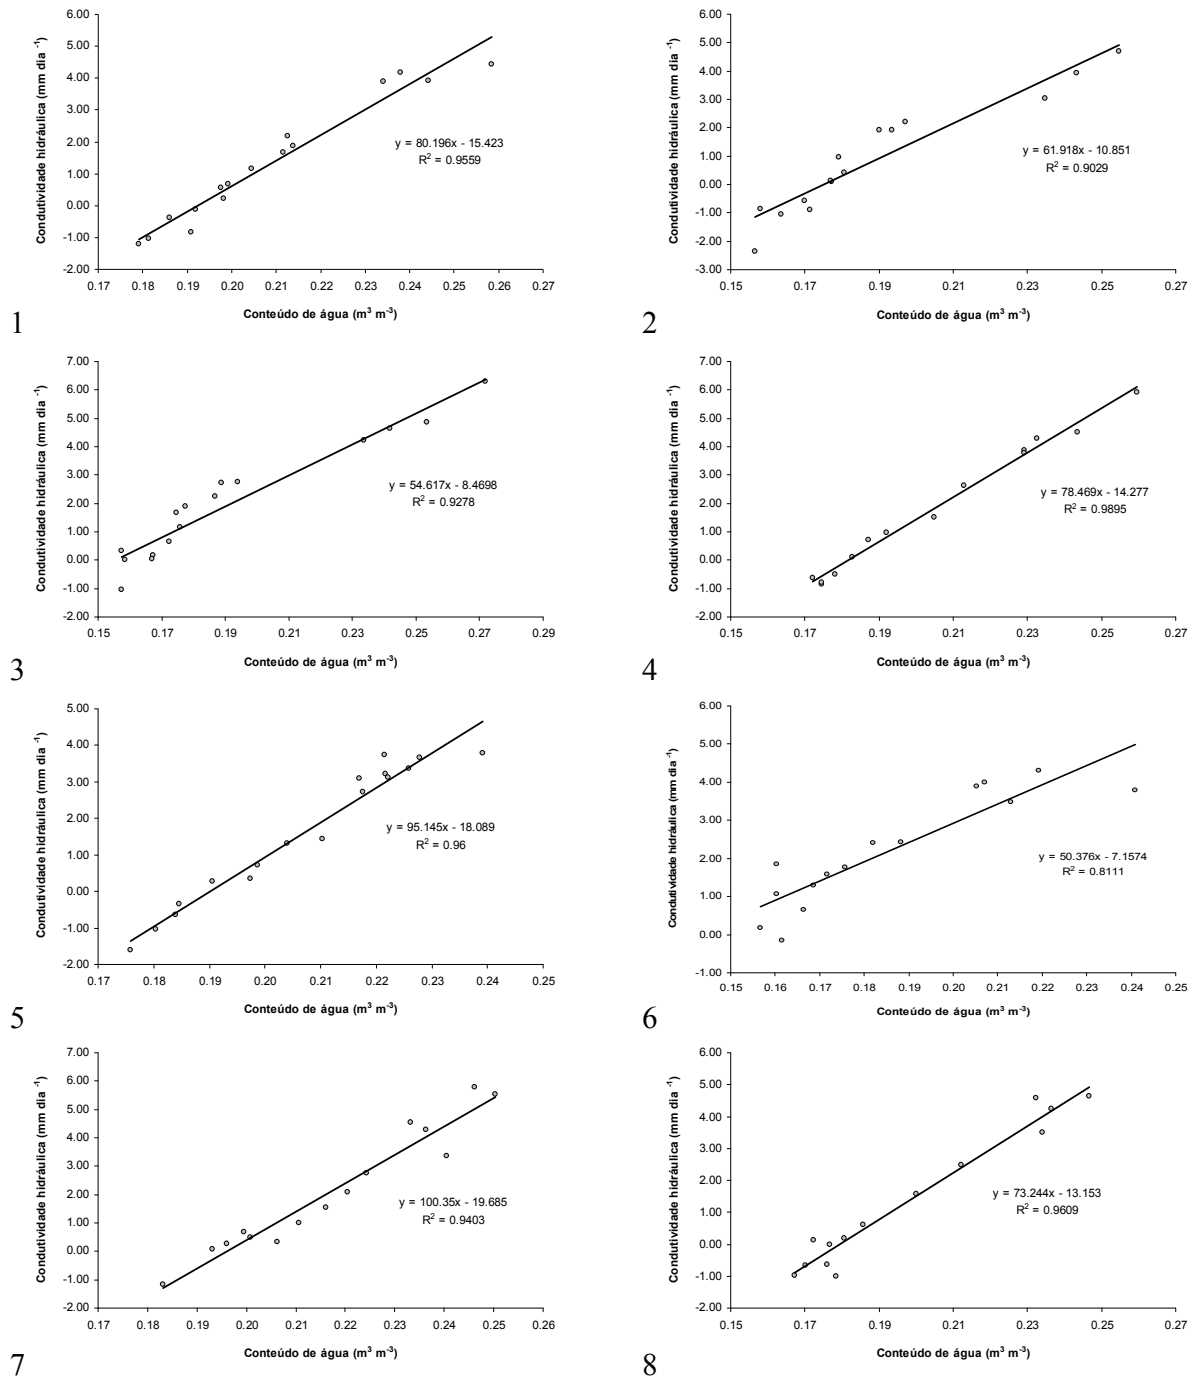 6.00
5.00
4.00
3.00
2.00
1.00
0.00
-1.00
-2.00
Condutividade hidráulica (mm dia ⁻¹)
y = 80.196x - 15.423
R² = 0.9559
0.17 0.18 0.19 0.20 0.21 0.22 0.23 0.24 0.25 0.26 0.27
Conteúdo de água (m³ m⁻³)
1
6.00
5.00
4.00
3.00
2.00
1.00
0.00
-1.00
-2.00
-3.00
Condutividade hidráulica (mm dia ⁻¹)
y = 61.918x - 10.851
R² = 0.9029
0.15 0.17 0.19 0.21 0.23 0.25 0.27
Conteúdo de água (m³ m⁻³)
2
7.00
6.00
5.00
4.00
3.00
2.00
1.00
0.00
-1.00
-2.00
Condutividade hidráulica (mm dia ⁻¹)
y = 54.617x - 8.4698
R² = 0.9278
0.15 0.17 0.19 0.21 0.23 0.25 0.27 0.29
Conteúdo de água (m³ m⁻³)
3
7.00
6.00
5.00
4.00
3.00
2.00
1.00
0.00
-1.00
-2.00
Condutividade hidráulica (mm dia ⁻¹)
y = 78.469x - 14.277
R² = 0.9895
0.15 0.17 0.19 0.21 0.23 0.25 0.27
Conteúdo de água (m³ m⁻³)
4
5.00
4.00
3.00
2.00
1.00
0.00
-1.00
-2.00
Condutividade hidráulica (mm dia ⁻¹)
y = 95.145x - 18.089
R² = 0.96
0.17 0.18 0.19 0.20 0.21 0.22 0.23 0.24 0.25
Conteúdo de água (m³ m⁻³)
5
6.00
5.00
4.00
3.00
2.00
1.00
0.00
-1.00
Condutividade hidráulica (mm dia ⁻¹)
y = 50.376x - 7.1574
R² = 0.8111
0.15 0.16 0.17 0.18 0.19 0.20 0.21 0.22 0.23 0.24 0.25
Conteúdo de água (m³ m⁻³)
6
7.00
6.00
5.00
4.00
3.00
2.00
1.00
0.00
-1.00
-2.00
Condutividade hidráulica (mm dia ⁻¹)
y = 100.35x - 19.685
R² = 0.9403
0.17 0.18 0.19 0.20 0.21 0.22 0.23 0.24 0.25 0.26
Conteúdo de água (m³ m⁻³)
7
6.00
5.00
4.00
3.00
2.00
1.00
0.00
-1.00
-2.00
Condutividade hidráulica (mm dia ⁻¹)
y = 73.244x - 13.153
R² = 0.9609
0.15 0.17 0.19 0.21 0.23 0.25 0.27
Conteúdo de água (m³ m⁻³)
8